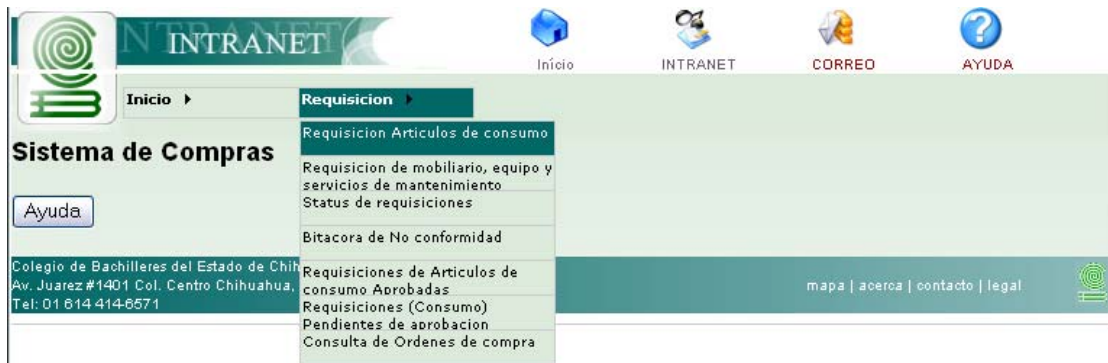 INTRANET
Início
INTRANET
CORREO
AYUDA
Inicio
Requisicion
Requisicion Articulos de consumo
Sistema de Compras
Requisicion de mobiliario, equipo y
servicios de mantenimiento
Status de requisiciones
Ayuda
Bitacora de No conformidad
Colegio de Bachilleres del Estado de Chih
Av. Juarez #1401 Col. Centro Chihuahua,
Tel: 01 614 414-6571
Requisiciones de Articulos de
consumo Aprobadas
Requisiciones (Consumo)
Pendientes de aprobacion
Consulta de Ordenes de compra
mapa | acerca | contacto | legal